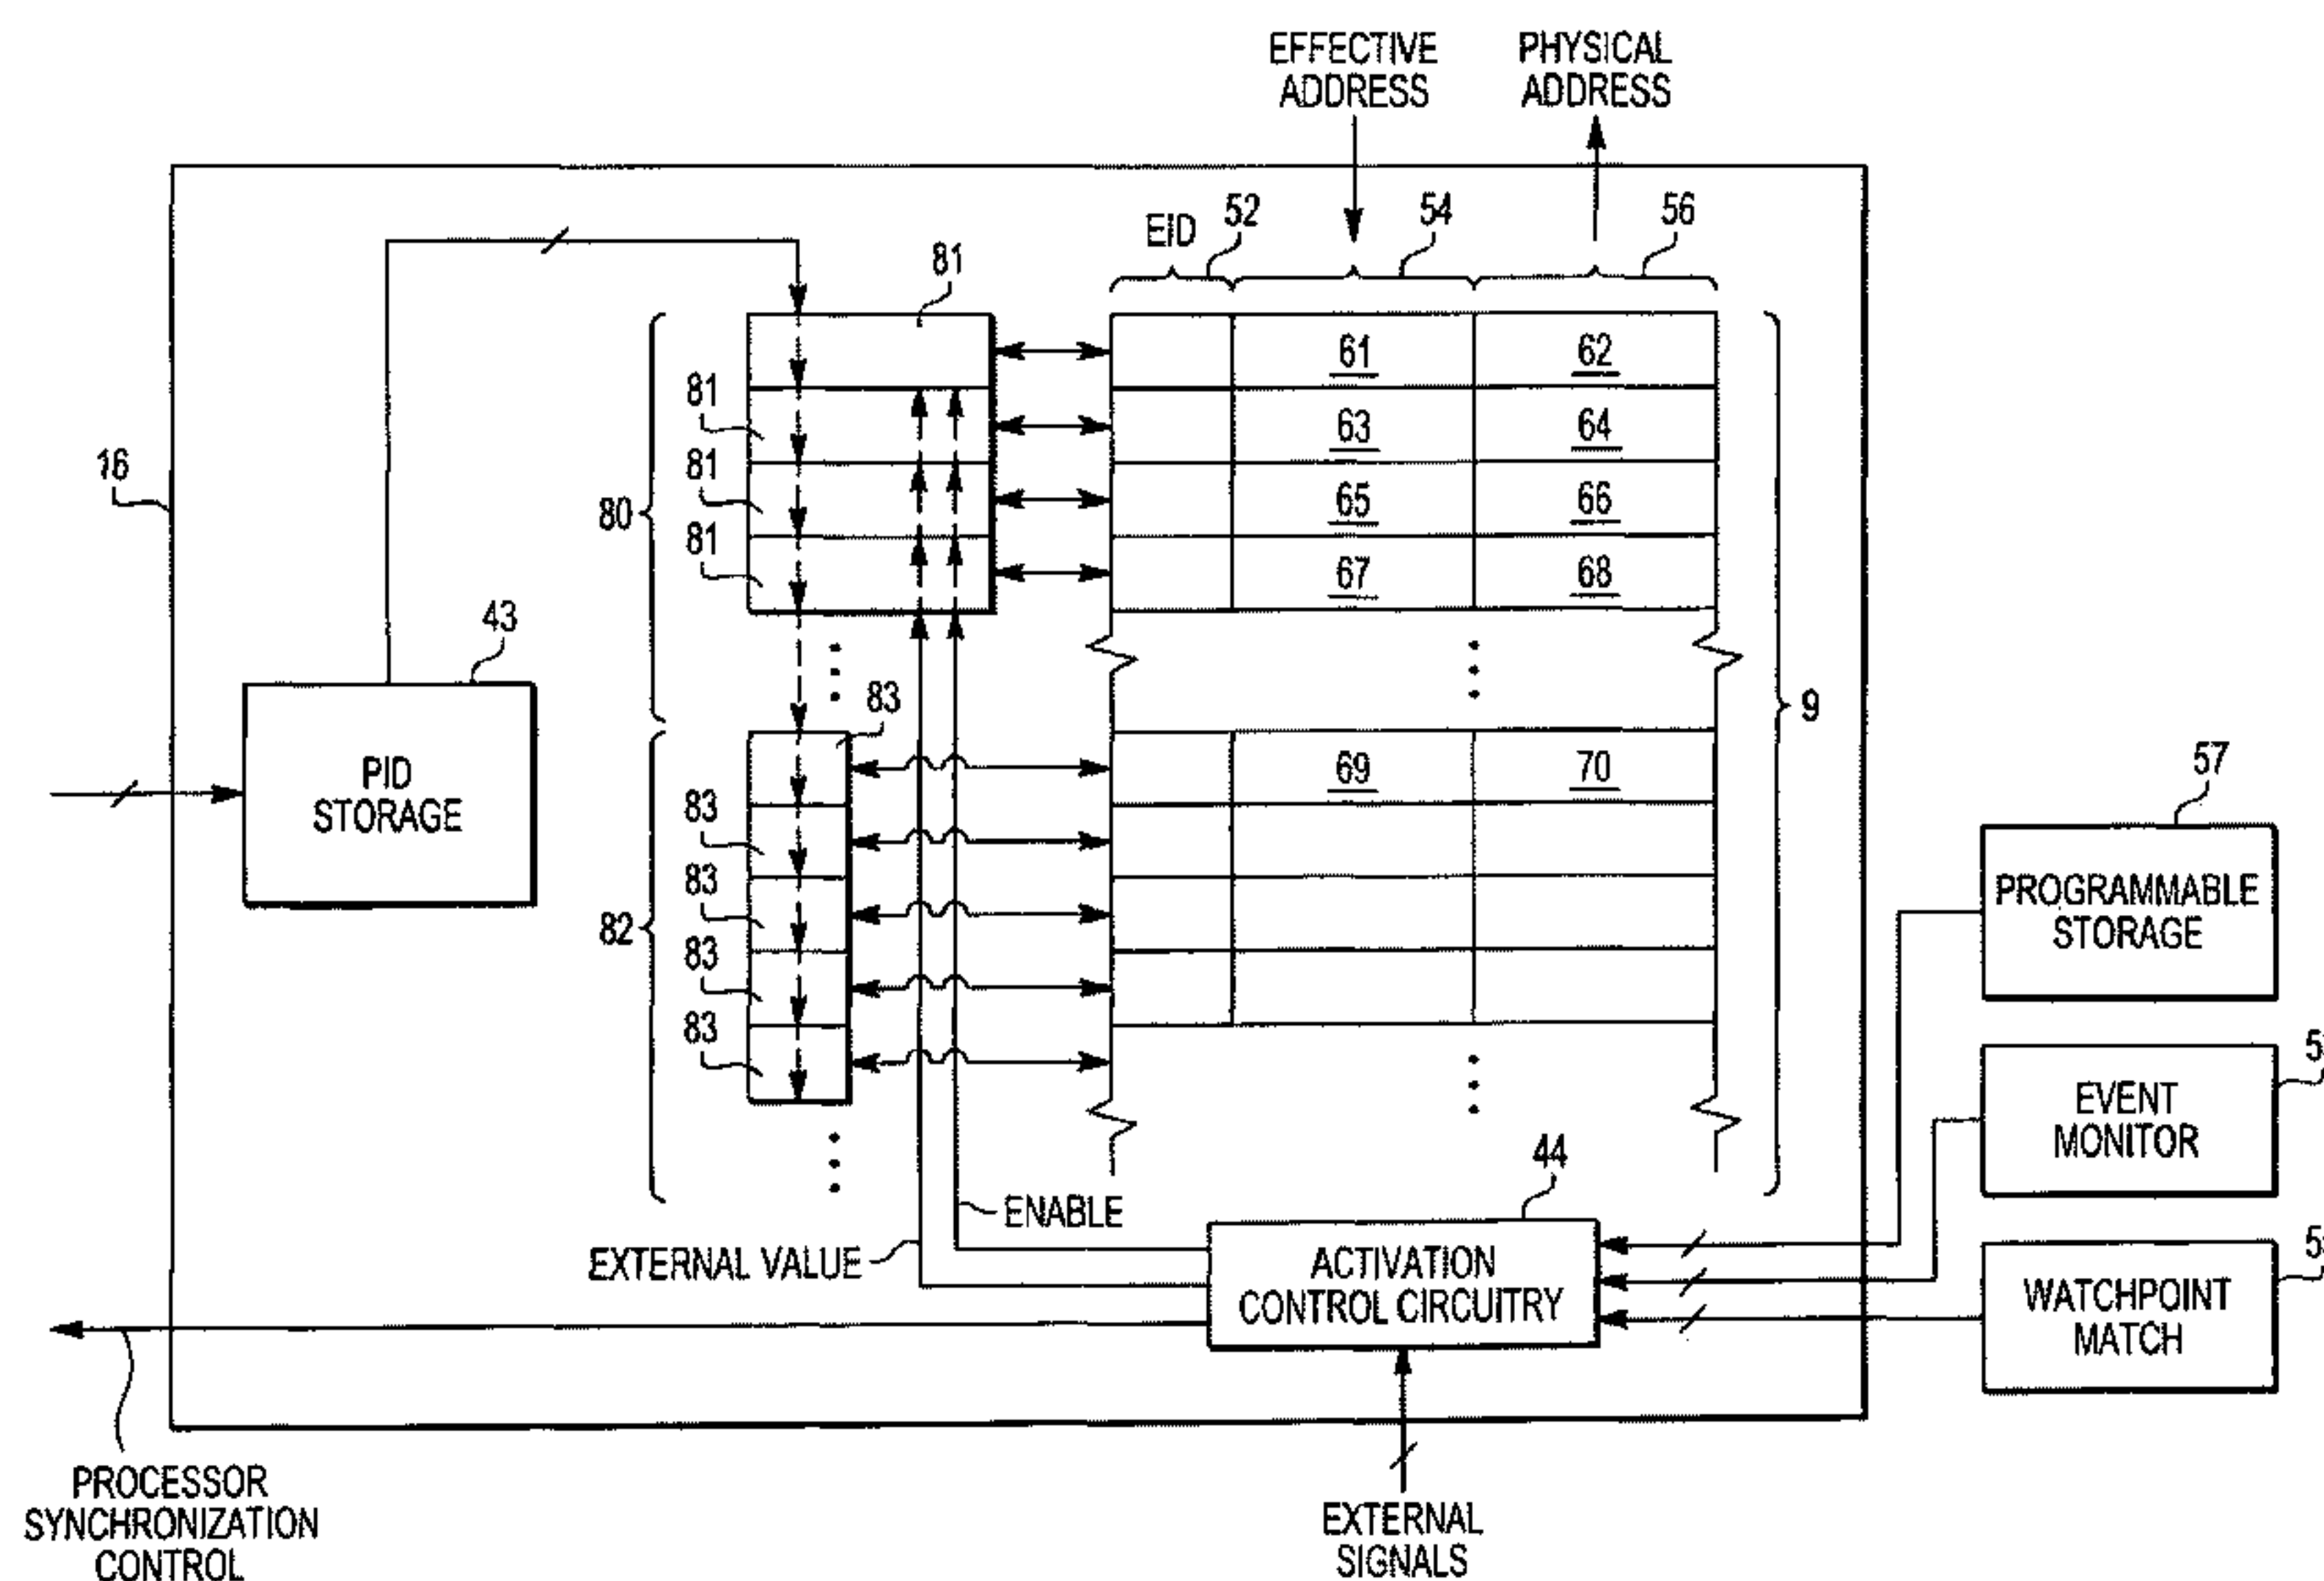 EFFECTIVE
ADDRESS
PHYSICAL
ADDRESS
EID
52
54
56
81
61
62
81
63
64
16
81
65
66
80
81
67
68
43
83
9
PID
STORAGE
69
70
57
83
PROGRAMMABLE
STORAGE
83
82
83
83
EVENT
MONITOR
44
ENABLE
EXTERNAL VALUE
ACTIVATION
CONTROL CIRCUITRY
WATCHPOINT
MATCH
PROCESSOR
SYNCHRONIZATION
CONTROL
EXTERNAL
SIGNALS